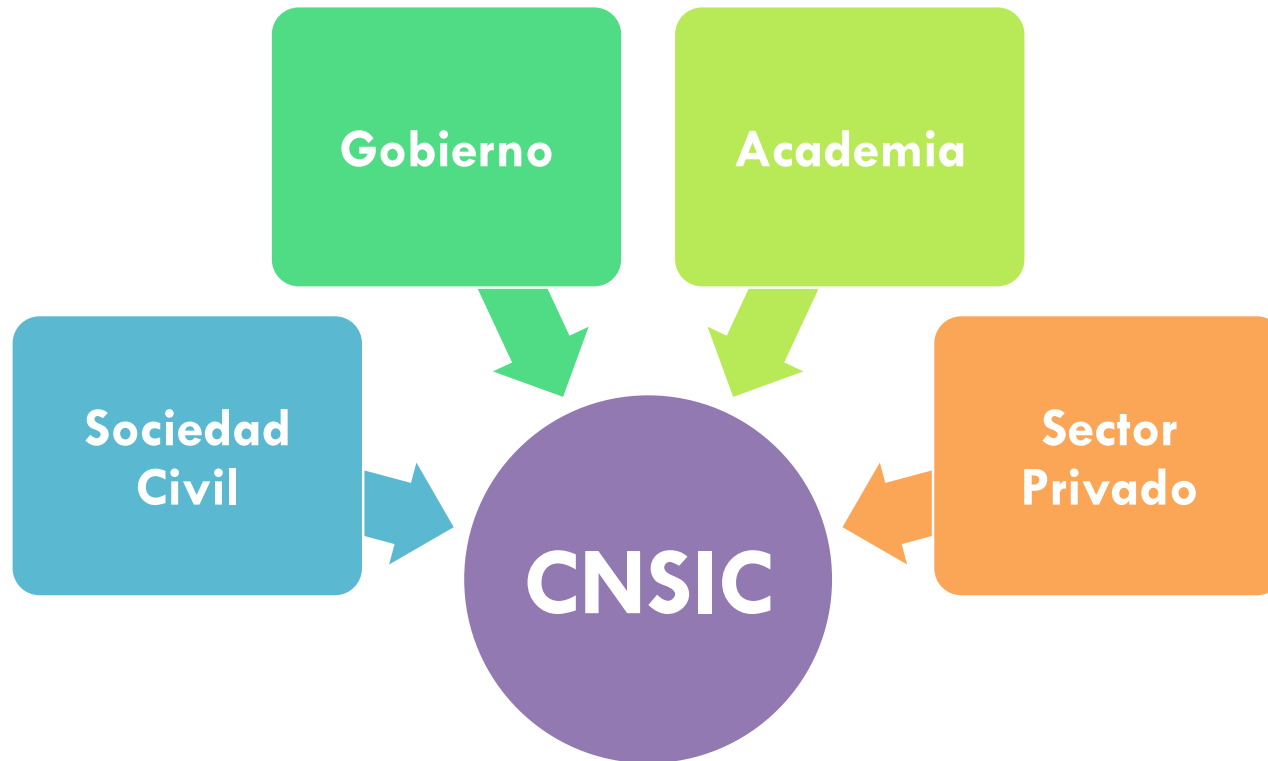 Gobierno
Academia
Sociedad
Civil
Sector
Privado
CNSIC